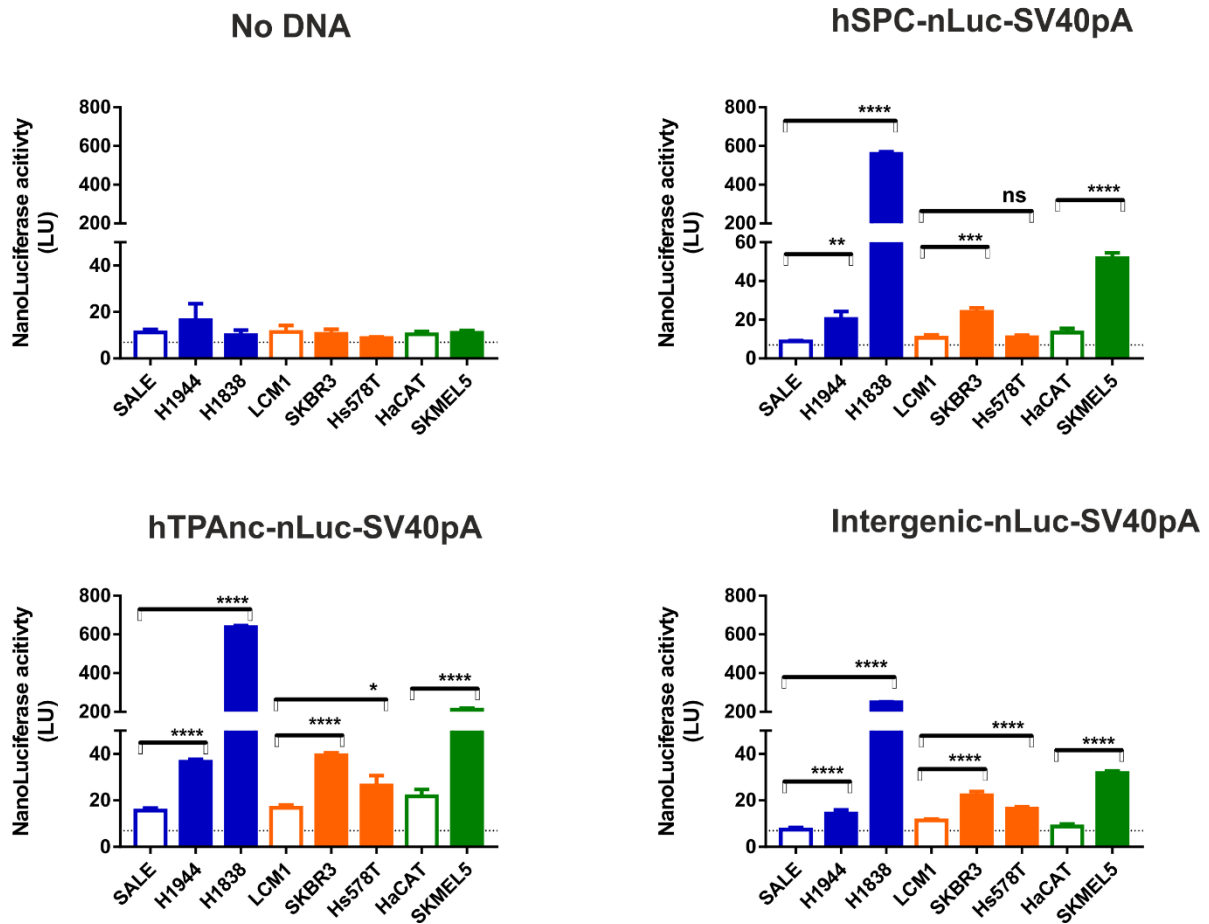 No DNA
NanoLuciferase acitivty
(LU)
800
600
400
200
40
20
0
SALE
H1944
H1838
LCM1
SKBR3
Hs578T
HaCAT
SKMEL5
hSPC-nLuc-SV40pA
NanoLuciferase acitivty
(LU)
800
600
400
200
60
40
20
0
**
****
***
ns
****
SALE
H1944
H1838
LCM1
SKBR3
Hs578T
HaCAT
SKMEL5
hTPAnc-nLuc-SV40pA
NanoLuciferase acitivty
(LU)
800
600
400
200
40
20
0
****
****
****
*
****
SALE
H1944
H1838
LCM1
SKBR3
Hs578T
HaCAT
SKMEL5
Intergenic-nLuc-SV40pA
NanoLuciferase acitivty
(LU)
800
600
400
200
40
20
0
****
****
****
****
****
SALE
H1944
H1838
LCM1
SKBR3
Hs578T
HaCAT
SKMEL5